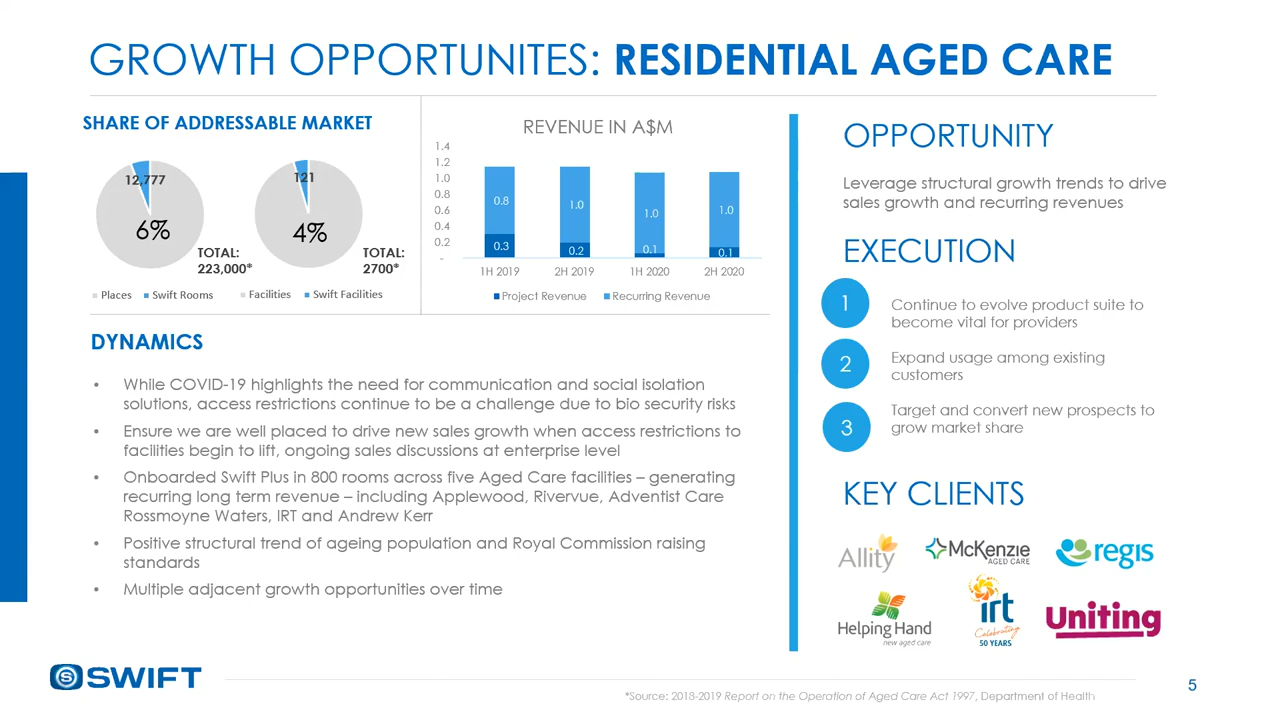 GROWTH OPPORTUNITES: RESIDENTIAL AGED CARE
SHARE OF ADDRESSABLE MARKET
12,777
6%
TOTAL:
223,000*
Places Swift Rooms
121
4%
TOTAL:
2700*
Facilities Swift Facilities
REVENUE IN A$M
1.4
1.2
1.0
0.8
0.6
0.4
0.2
-
0.8
1.0
1.0
1.0
0.3
0.2
0.1
0.1
1H 2019 2H 2019 1H 2020 2H 2020
Project Revenue Recurring Revenue
DYNAMICS
• While COVID-19 highlights the need for communication and social isolation
solutions, access restrictions continue to be a challenge due to bio security risks
• Ensure we are well placed to drive new sales growth when access restrictions to
facilities begin to lift, ongoing sales discussions at enterprise level
• Onboarded Swift Plus in 800 rooms across five Aged Care facilities – generating
recurring long term revenue – including Applewood, Rivervue, Adventist Care
Rossmoyne Waters, IRT and Andrew Kerr
• Positive structural trend of ageing population and Royal Commission raising
standards
• Multiple adjacent growth opportunities over time
OPPORTUNITY
Leverage structural growth trends to drive
sales growth and recurring revenues
EXECUTION
1 Continue to evolve product suite to
become vital for providers
2 Expand usage among existing
customers
3 Target and convert new prospects to
grow market share
KEY CLIENTS
Allity
McKENZIE
AGED CARE
regis
Helping Hand
new aged care
irt
Celebrating
50 YEARS
Uniting
S SWIFT
*Source: 2018-2019 Report on the Operation of Aged Care Act 1997, Department of Health
5